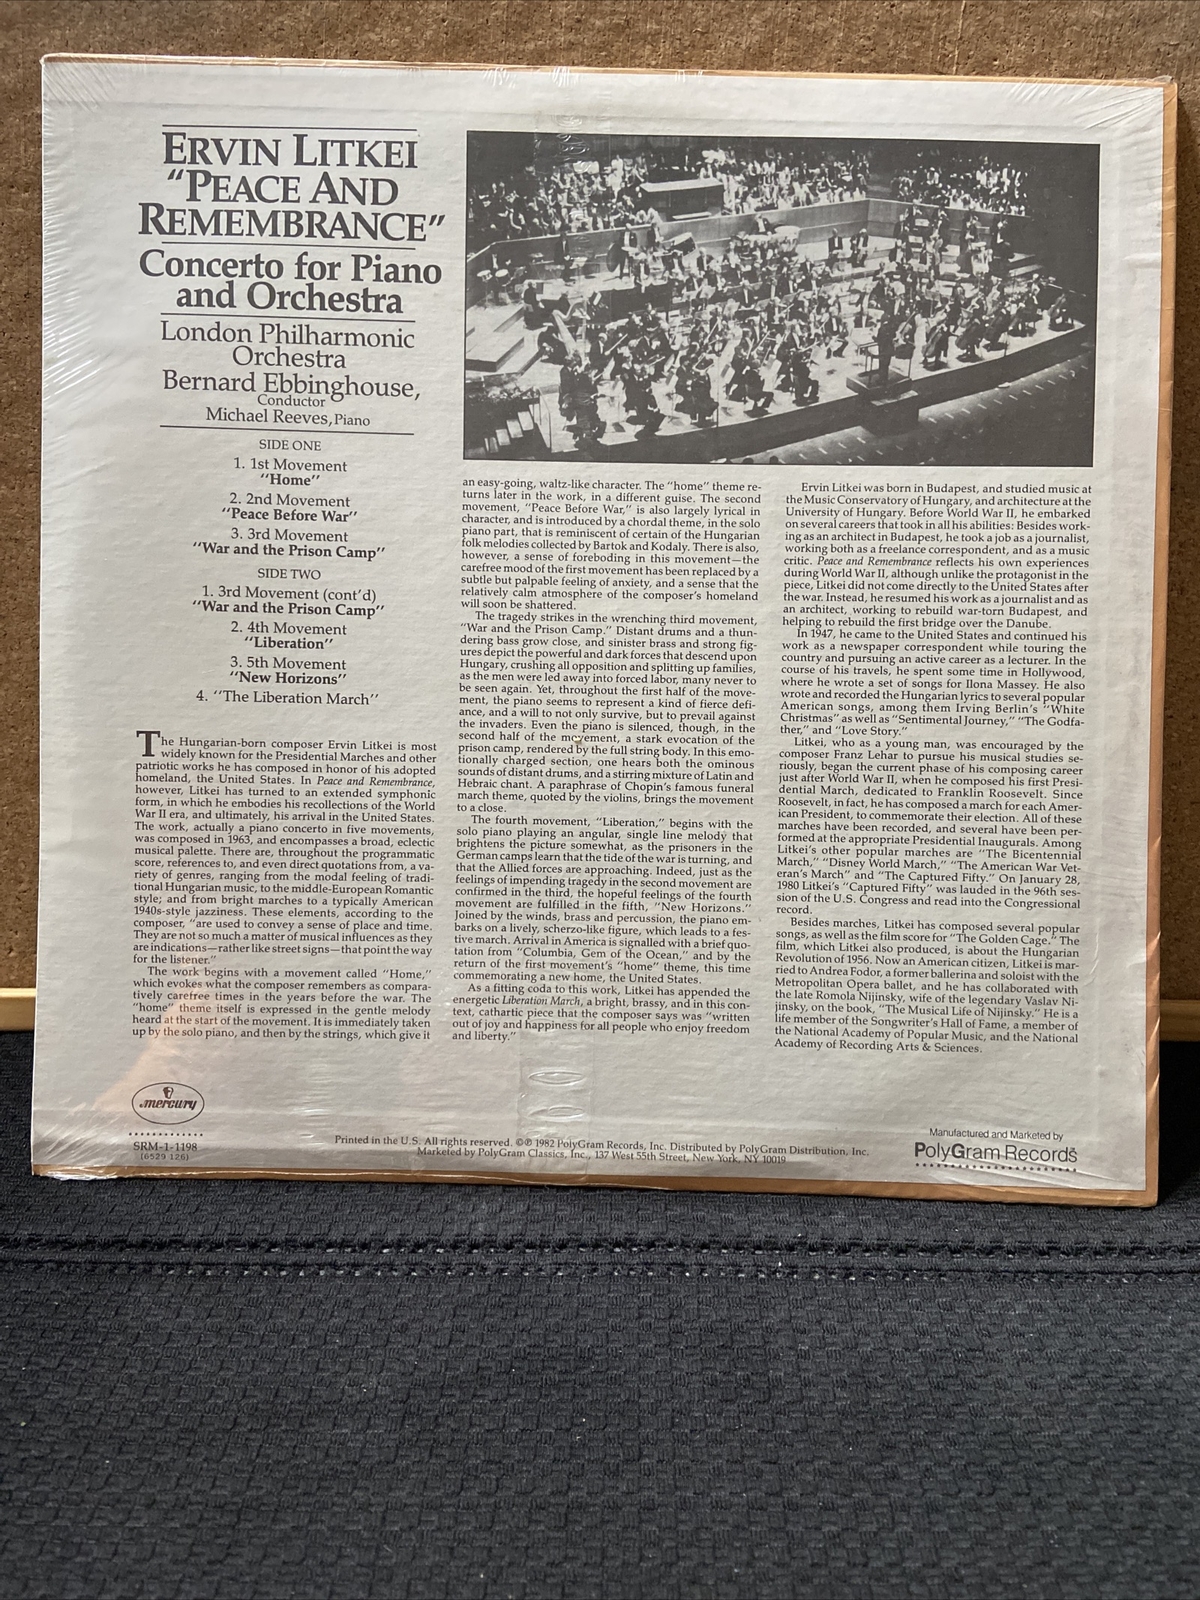 ERVIN LITKEI
"PEACE AND
REMEMBRANCE"
Concerto for Piano
and Orchestra
London Philharmonic
Orchestra
Bernard Ebbinghouse,
Conductor
Michael Reeves, Piano
SIDE ONE
1. 1st Movement
"Home"
2. 2nd Movement
"Peace Before War"
3. 3rd Movement
"War and the Prison Camp"
SIDE TWO
1. 3rd Movement (cont'd)
"War and the Prison Camp"
2. 4th Movement
"Liberation"
3. 5th Movement
"New Horizons"
4. "The Liberation March"
The Hungarian-born composer Ervin Litkei is most
widely known for the Presidential Marches and other
patriotic works he has composed in honor of his adopted
homeland, the United States. In Peace and Remembrance,
however, Litkei has turned to an extended symphonic
form, in which he embodies his recollections of the World
War II era, and ultimately, his arrival in the United States.
The work, actually a piano concerto in five movements,
was composed in 1963, and encompasses a broad, eclectic
musical palette. There are, throughout the programmatic
score, references to, and even direct quotations from, a va-
riety of genres, ranging from the modal feeling of tradi-
tional Hungarian music, to the middle-European Romantic
style; and from bright marches to a typically American
1940s-style jazziness. These elements, according to the
composer, "are used to convey a sense of place and time.
They are not so much a matter of musical influences as they
are indications—rather like street signs—that point the way
for the listener."
The work begins with a movement called "Home,"
which evokes what the composer remembers as compara-
tively carefree times in the years before the war. The
"home" theme itself is expressed in the gentle melody
heard at the start of the movement. It is immediately taken
up by the solo piano, and then by the strings, which give it
an easy-going, waltz-like character. The "home" theme re-
turns later in the work, in a different guise. The second
movement, "Peace Before War," is also largely lyrical in
character, and is introduced by a chordal theme, in the solo
piano part, that is reminiscent of certain of the Hungarian
folk melodies collected by Bartok and Kodaly. There is also,
however, a sense of foreboding in this movement—the
carefree mood of the first movement has been replaced by a
subtle but palpable feeling of anxiety, and a sense that the
relatively calm atmosphere of the composer's homeland
will soon be shattered.
The tragedy strikes in the wrenching third movement,
"War and the Prison Camp." Distant drums and a thun-
dering bass grow close, and sinister brass and strong fig-
ures depict the powerful and dark forces that descend upon
Hungary, crushing all opposition and splitting up families,
as the men were led away into forced labor, many never to
be seen again. Yet, throughout the first half of the move-
ment, the piano seems to represent a kind of fierce defi-
ance, and a will to not only survive, but to prevail against
the invaders. Even the piano is silenced, though, in the
second half of the movement, a stark evocation of the
prison camp, rendered by the full string body. In this emo-
tionally charged section, one hears both the ominous
sounds of distant drums, and a stirring mixture of Latin and
Hebraic chant. A paraphrase of Chopin's famous funeral
march theme, quoted by the violins, brings the movement
to a close.
The fourth movement, "Liberation," begins with the
solo piano playing an angular, single line melody that
brightens the picture somewhat, as the prisoners in the
German camps learn that the tide of the war is turning, and
that the Allied forces are approaching. Indeed, just as the
feelings of impending tragedy in the second movement are
confirmed in the third, the hopeful feelings of the fourth
movement are fulfilled in the fifth, "New Horizons."
Joined by the winds, brass and percussion, the piano em-
barks on a lively, scherzo-like figure, which leads to a fes-
tive march. Arrival in America is signalled with a brief quo-
tation from "Columbia, Gem of the Ocean," and by the
return of the first movement's "home" theme, this time
commemorating a new home, the United States.
As a fitting coda to this work, Litkei has appended the
energetic Liberation March, a bright, brassy, and in this con-
text, cathartic piece that the composer says was "written
out of joy and happiness for all people who enjoy freedom
and liberty."
Ervin Litkei was born in Budapest, and studied music at
the Music Conservatory of Hungary, and architecture at the
University of Hungary. Before World War II, he embarked
on several careers that took in all his abilities: Besides work-
ing as an architect in Budapest, he took a job as a journalist,
working both as a freelance correspondent, and as a music
critic. Peace and Remembrance reflects his own experiences
during World War II, although unlike the protagonist in the
piece, Litkei did not come directly to the United States after
the war. Instead, he resumed his work as a journalist and as
an architect, working to rebuild war-torn Budapest, and
helping to rebuild the first bridge over the Danube.
In 1947, he came to the United States and continued his
work as a newspaper correspondent while touring the
country and pursuing an active career as a lecturer. In the
course of his travels, he spent some time in Hollywood,
where he wrote a set of songs for Ilona Massey. He also
wrote and recorded the Hungarian lyrics to several popular
American songs, among them Irving Berlin's "White
Christmas" as well as "Sentimental Journey," "The Godfa-
ther," and "Love Story."
Litkei, who as a young man, was encouraged by the
composer Franz Lehar to pursue his musical studies se-
riously, began the current phase of his composing career
just after World War II, when he composed his first Presi-
dential March, dedicated to Franklin Roosevelt. Since
Roosevelt, in fact, he has composed a march for each Amer-
ican President, to commemorate their election. All of these
marches have been recorded, and several have been per-
formed at the appropriate Presidential Inaugurals. Among
Litkei's other popular marches are "The Bicentennial
March," "Disney World March," "The American War Vet-
eran's March" and "The Captured Fifty." On January 28,
1980 Litkei's "Captured Fifty" was lauded in the 96th ses-
sion of the U.S. Congress and read into the Congressional
record.
Besides marches, Litkei has composed several popular
songs, as well as the film score for "The Golden Cage." The
film, which Litkei also produced, is about the Hungarian
Revolution of 1956. Now an American citizen, Litkei is mar-
ried to Andrea Fodor, a former ballerina and soloist with the
Metropolitan Opera ballet, and he has collaborated with
the late Romola Nijinsky, wife of the legendary Vaslav Ni-
jinsky, on the book, "The Musical Life of Nijinsky." He is a
life member of the Songwriter's Hall of Fame, a member of
the National Academy of Popular Music, and the National
Academy of Recording Arts & Sciences.
mercury
SRM-1-1198
(6529 126)
Printed in the U.S. All rights reserved. ©℗ 1982 PolyGram Records, Inc. Distributed by PolyGram Distribution, Inc.
Marketed by PolyGram Classics, Inc., 137 West 55th Street, New York, NY 10019
Manufactured and Marketed by
PolyGram Records